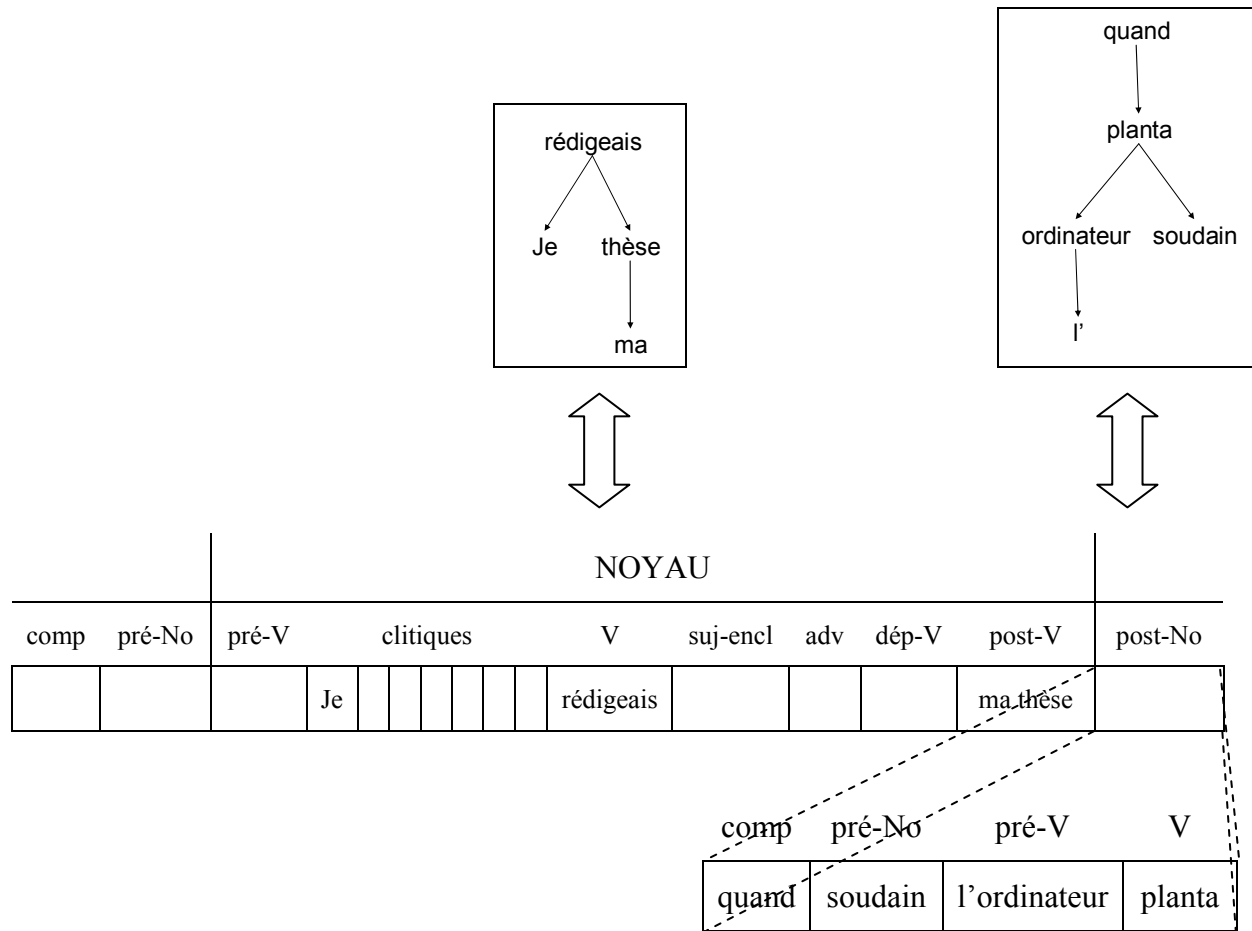 quand
planta
ordinateur soudain
l'
rédigeais
Je thèse
ma
NOYAU
comp pré-No pré-V clitiques V suj-encl adv dép-V post-V post-No
Je rédigeais ma thèse
comp pré-No pré-V V
quand soudain l'ordinateur planta